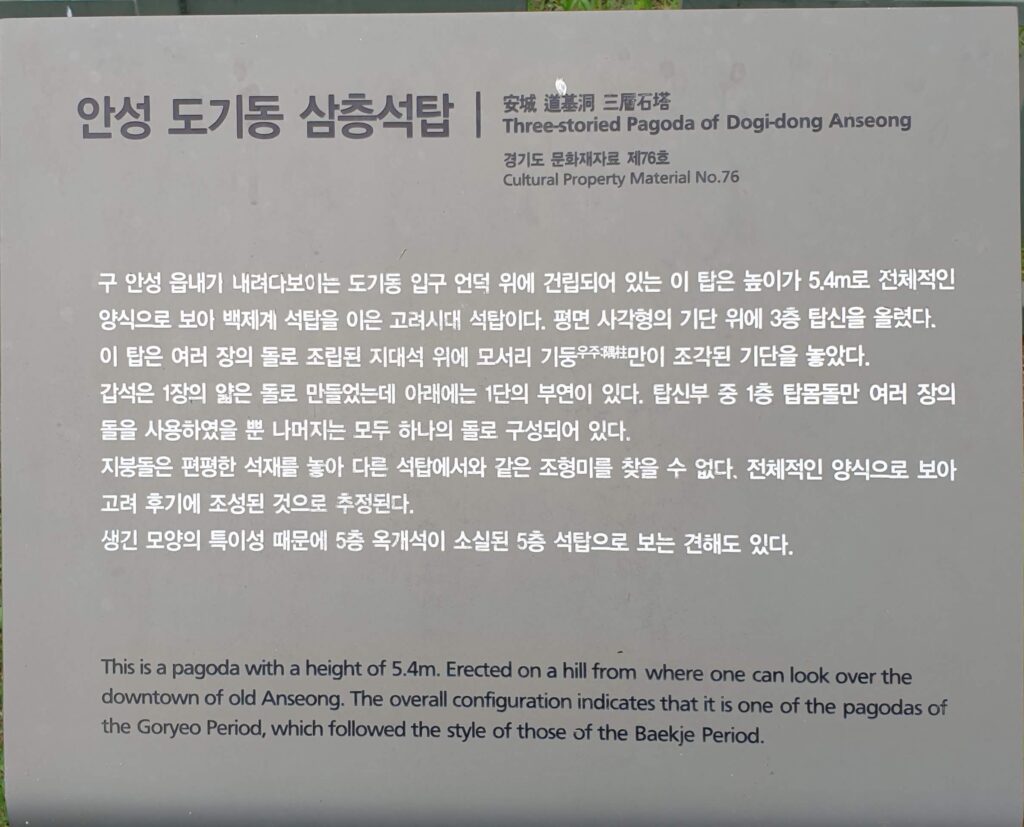 안성 도기동 삼층석탑
安城 道基洞 三層石塔
Three-storied Pagoda of Dogi-dong Anseong
경기도 문화재자료 제76호
Cultural Property Material No.76
구 안성 읍내가 내려다보이는 도기동 입구 언덕 위에 건립되어 있는 이 탑은 높이가 5.4m로 전체적인
양식으로 보아 백제계 석탑을 이은 고려시대 석탑이다. 평면 사각형의 기단 위에 3층 탑신을 올렸다.
이 탑은 여러 장의 돌로 조립된 지대석 위에 모서리 기둥우주:隅柱만이 조각된 기단을 놓았다.
갑석은 1장의 얇은 돌로 만들었는데 아래에는 1단의 부연이 있다. 탑신부 중 1층 탑몸돌만 여러 장의
돌을 사용하였을 뿐 나머지는 모두 하나의 돌로 구성되어 있다.
지붕돌은 편평한 석재를 놓아 다른 석탑에서와 같은 조형미를 찾을 수 없다. 전체적인 양식으로 보아
고려 후기에 조성된 것으로 추정된다.
생긴 모양의 특이성 때문에 5층 옥개석이 소실된 5층 석탑으로 보는 견해도 있다.
This is a pagoda with a height of 5.4m. Erected on a hill from where one can look over the
downtown of old Anseong. The overall configuration indicates that it is one of the pagodas of
the Goryeo Period, which followed the style of those of the Baekje Period.